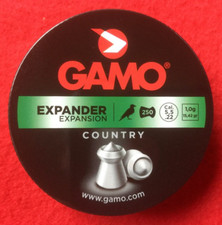 GAMO
EXPANDER
EXPANSION
250
Cal. 5,5 .22
1,0g
15,43 gr
COUNTRY
www.gamo.com